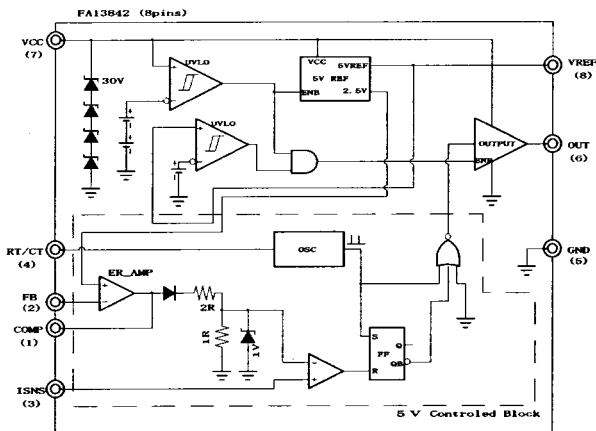 FA13842 (8pins)
VCC
(7)
30V
UVLO
VCC
5VREF
5V REF
ENB
2.5V
VREF
(8)
UVLO
OUTPUT
ENB
OUT
(6)
RT/CT
(4)
OSC
GND
(5)
ER_AMP
FB
(2)
2R
COMP
(1)
1R
1V
S
FF
Q
QB
R
ISNS
(3)
5 V Controled Block